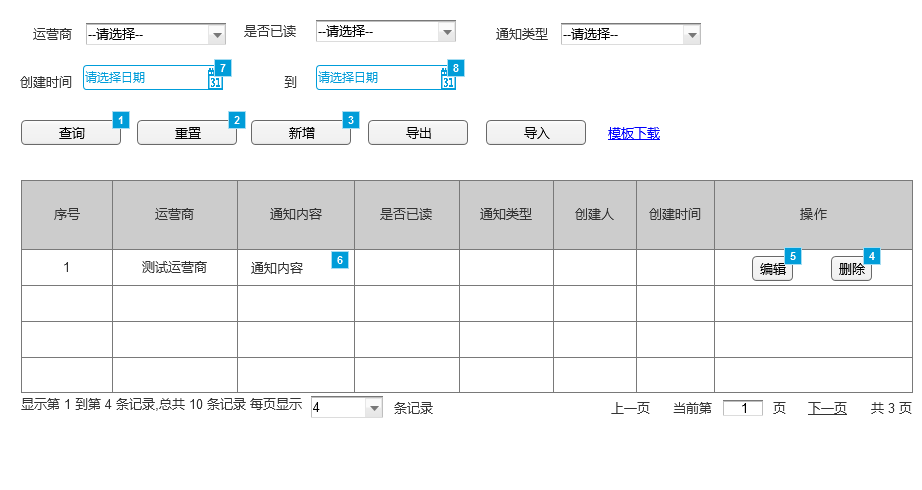 运营商 --请选择-- 是否已读 --请选择-- 通知类型 --请选择--
创建时间 请选择日期 31 7 到 请选择日期 31 8
查询 1 重置 2 新增 3 导出 导入 模板下载
序号 运营商 通知内容 是否已读 通知类型 创建人 创建时间 操作
1 测试运营商 通知内容 6 编辑 5 删除 4
显示第 1 到第 4 条记录,总共 10 条记录 每页显示 4 条记录 上一页 当前第 1 页 下一页 共 3 页